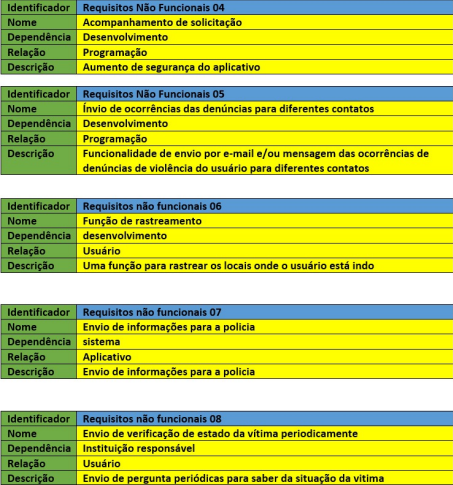 Identificador Requisitos Não Funcionais 04
Nome Acompanhamento de solicitação
Dependência Desenvolvimento
Relação Programação
Descrição Aumento de segurança do aplicativo
Identificador Requisitos Não Funcionais 05
Nome Ínvio de ocorrências das denúncias para diferentes contatos
Dependência Desenvolvimento
Relação Programação
Descrição Funcionalidade de envio por e-mail e/ou mensagem das ocorrências de
denúncias de violência do usuário para diferentes contatos
Identificador Requisitos não funcionais 06
Nome Função de rastreamento
Dependência desenvolvimento
Relação Usuário
Descrição Uma função para rastrear os locais onde o usuário está indo
Identificador Requisitos não funcionais 07
Nome Envio de informações para a policia
Dependência sistema
Relação Aplicativo
Descrição Envio de informações para a policia
Identificador Requisitos não funcionais 08
Nome Envio de verificação de estado da vítima periodicamente
Dependência Instituição responsável
Relação Usuário
Descrição Envio de pergunta periódicas para saber da situação da vitima